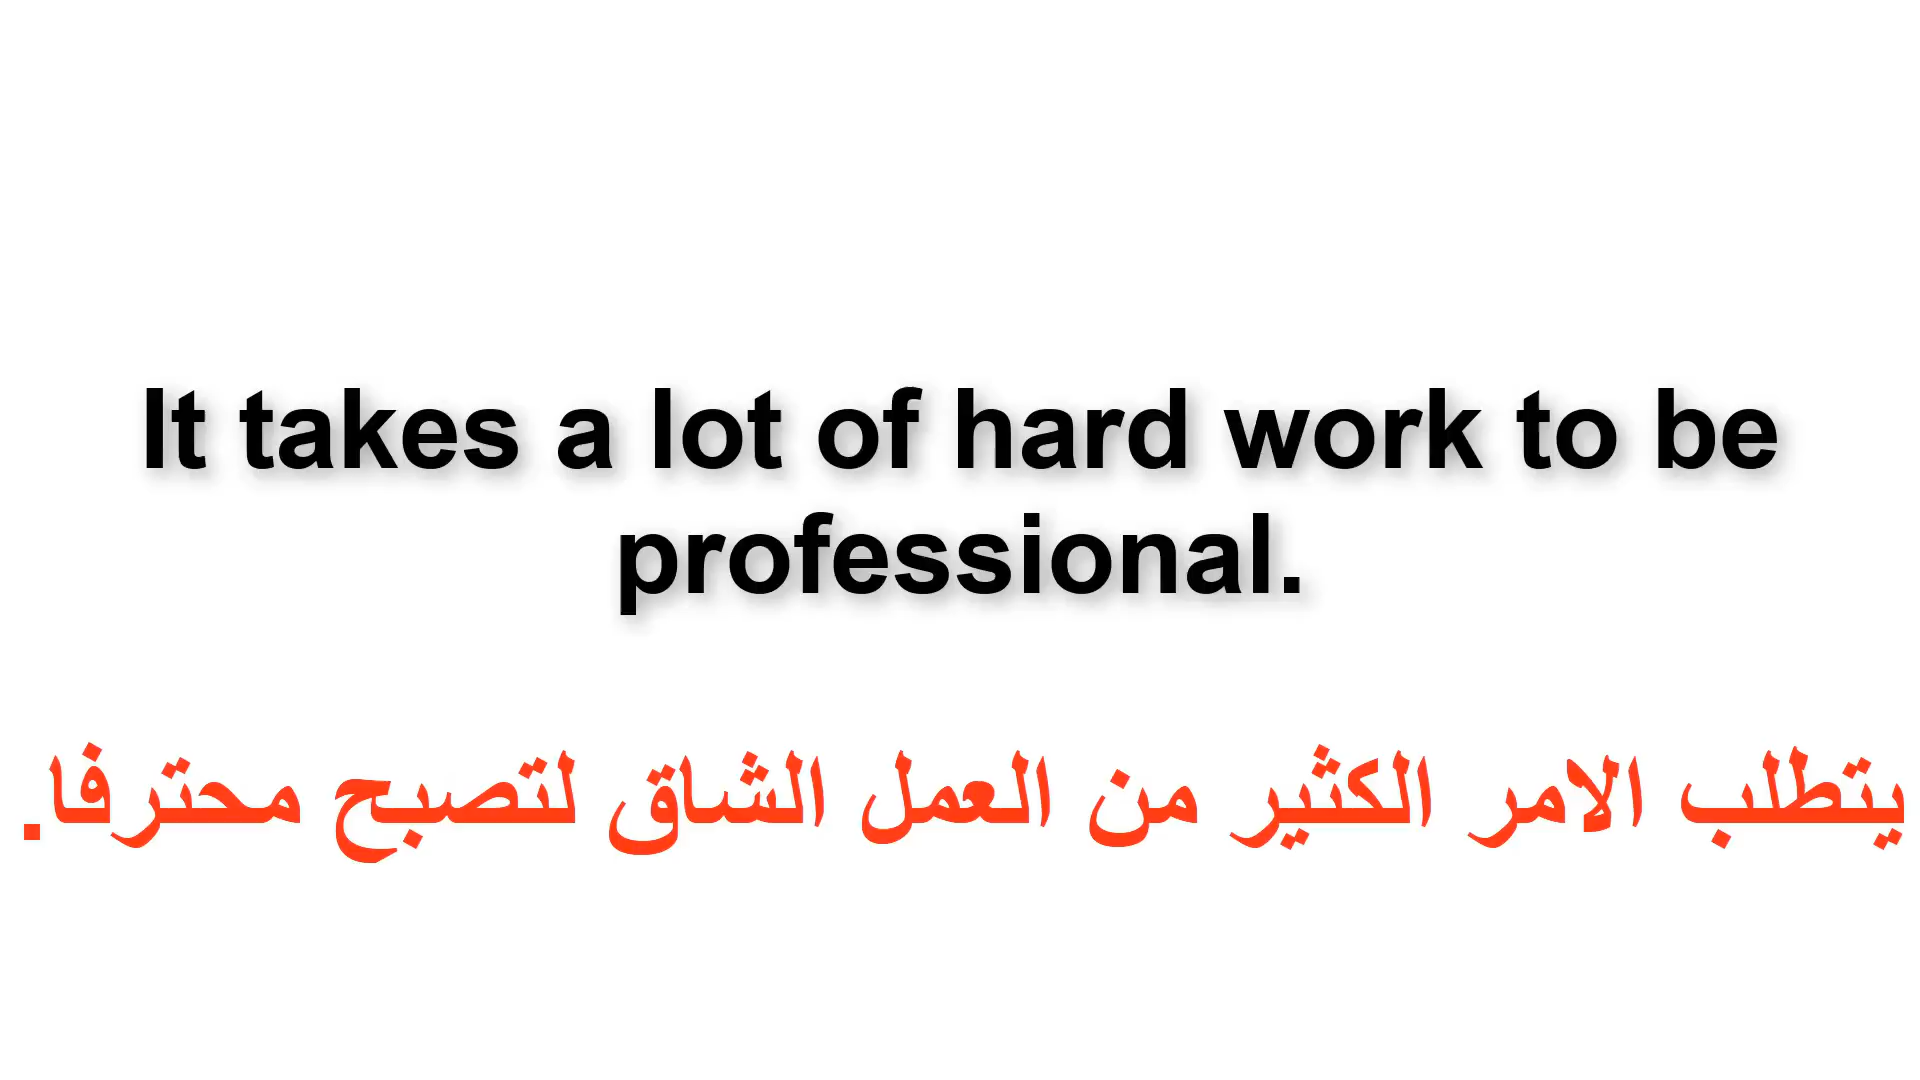 It takes a lot of hard work to be
professional.
يتطلب الامر الكثير من العمل الشاق لتصبح محترفا.